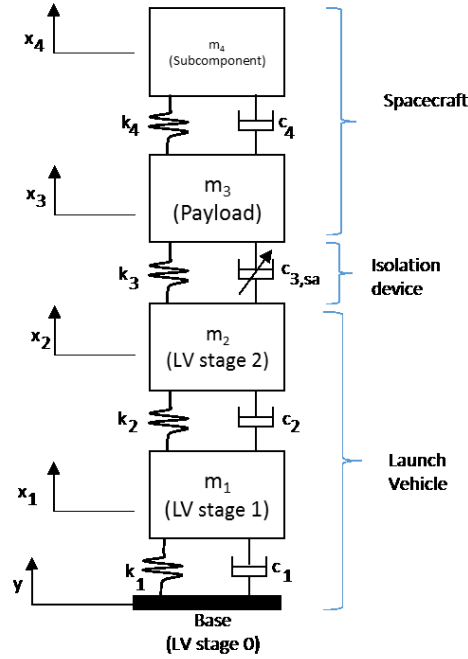 x4
m4
(Subcomponent)
Spacecraft
k4
c4
x3
m3
(Payload)
k3
c3,sa
Isolation
device
x2
m2
(LV stage 2)
k2
c2
Launch
Vehicle
x1
m1
(LV stage 1)
k1
c1
y
Base
(LV stage 0)